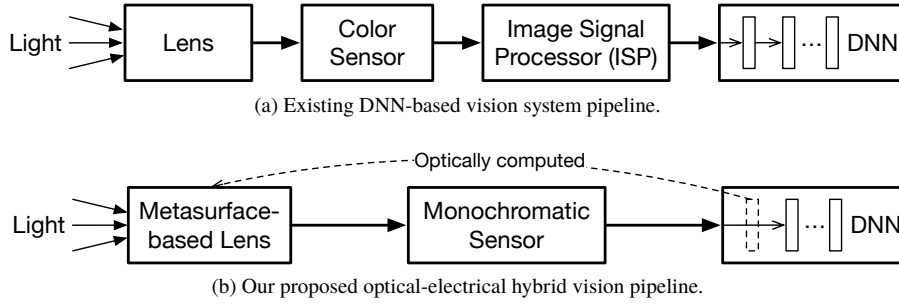 Light
Lens
Color
Sensor
Image Signal
Processor (ISP)
... DNN
(a) Existing DNN-based vision system pipeline.
Optically computed
Light
Metasurface-
based Lens
Monochromatic
Sensor
... DNN
(b) Our proposed optical-electrical hybrid vision pipeline.